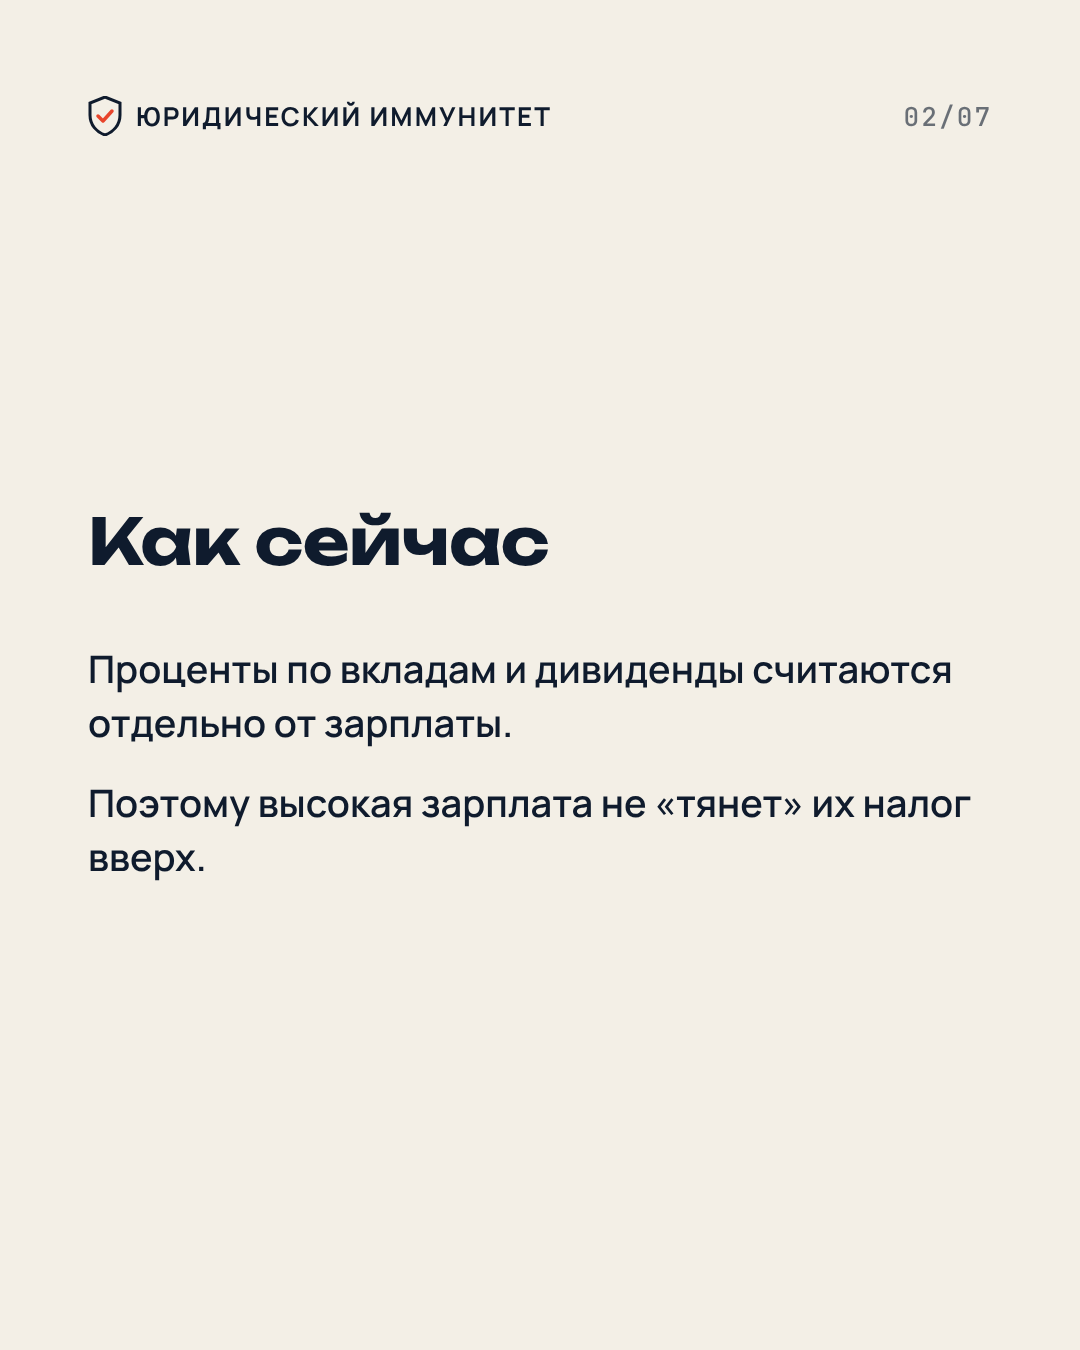 ЮРИДИЧЕСКИЙ ИММУНИТЕТ
02/07
Как сейчас
Проценты по вкладам и дивиденды считаются
отдельно от зарплаты.
Поэтому высокая зарплата не «тянет» их налог
вверх.